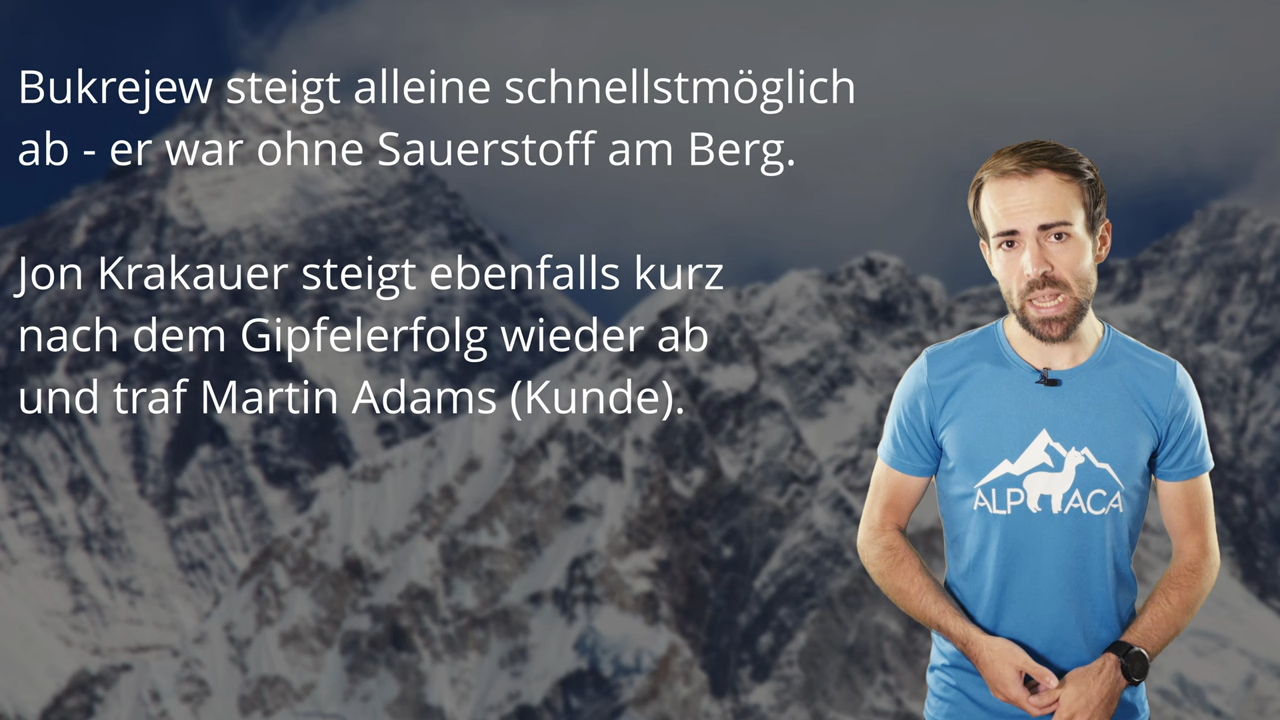 Bukrejew steigt alleine schnellstmöglich
ab - er war ohne Sauerstoff am Berg.
Jon Krakauer steigt ebenfalls kurz
nach dem Gipfelerfolg wieder ab
und traf Martin Adams (Kunde).
ALPACA